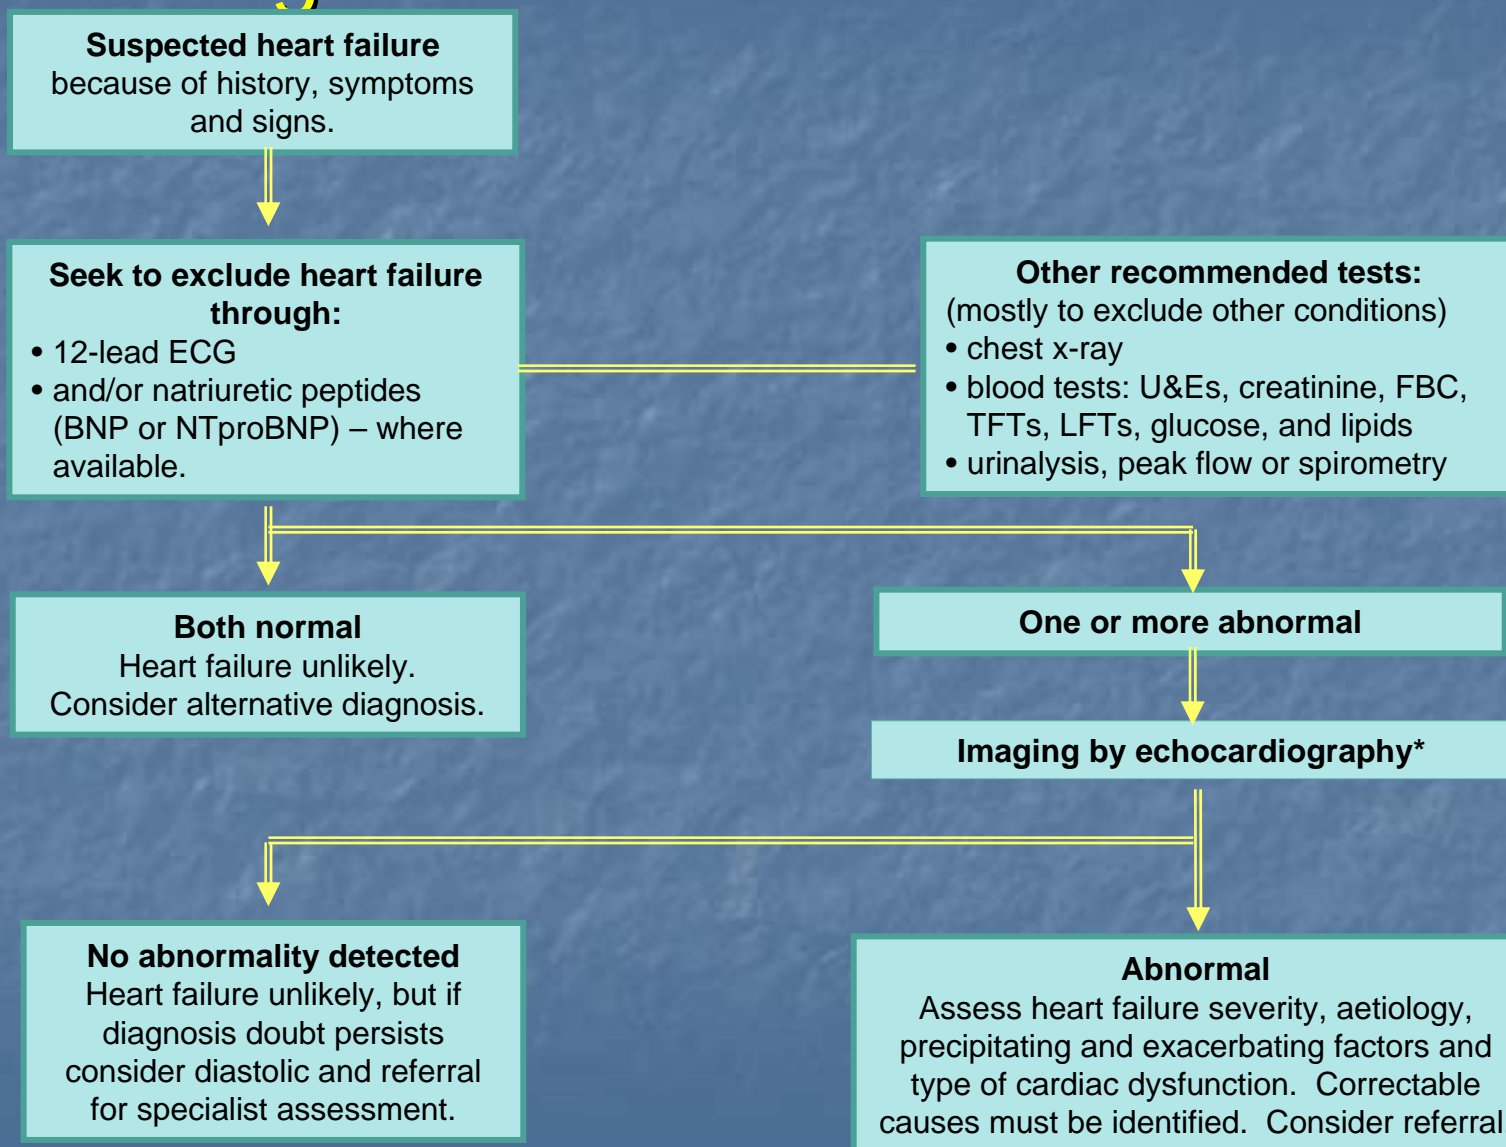 Suspected heart failure
because of history, symptoms
and signs.
Seek to exclude heart failure
through:
• 12-lead ECG
• and/or natriuretic peptides
(BNP or NTproBNP) – where
available.
Other recommended tests:
(mostly to exclude other conditions)
• chest x-ray
• blood tests: U&Es, creatinine, FBC,
TFTs, LFTs, glucose, and lipids
• urinalysis, peak flow or spirometry
Both normal
Heart failure unlikely.
Consider alternative diagnosis.
One or more abnormal
Imaging by echocardiography*
No abnormality detected
Heart failure unlikely, but if
diagnosis doubt persists
consider diastolic and referral
for specialist assessment.
Abnormal
Assess heart failure severity, aetiology,
precipitating and exacerbating factors and
type of cardiac dysfunction.  Correctable
causes must be identified.  Consider referral